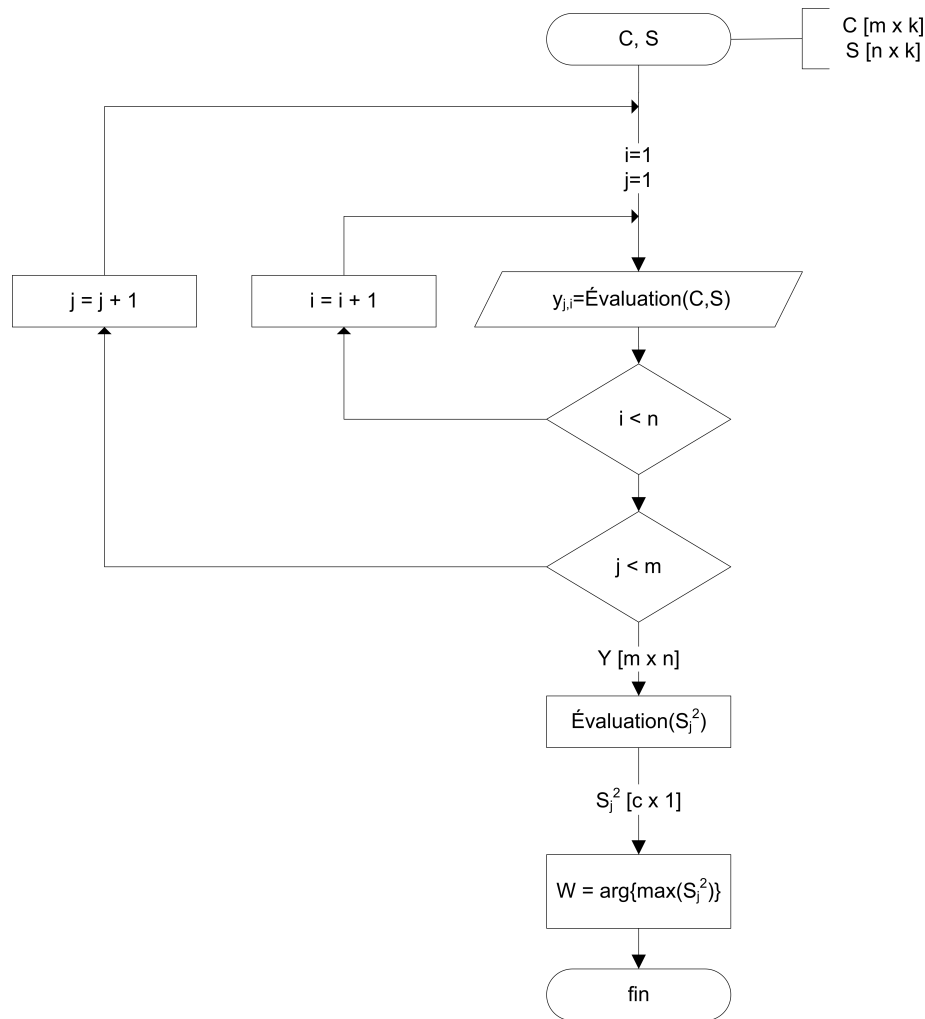 C, S
C [m x k]
S [n x k]
i=1
j=1
j = j + 1
i = i + 1
y_{j,i}=Évaluation(C,S)
i < n
j < m
Y [m x n]
Évaluation(S_j^2)
S_j^2 [c x 1]
W = arg{max(S_j^2)}
fin